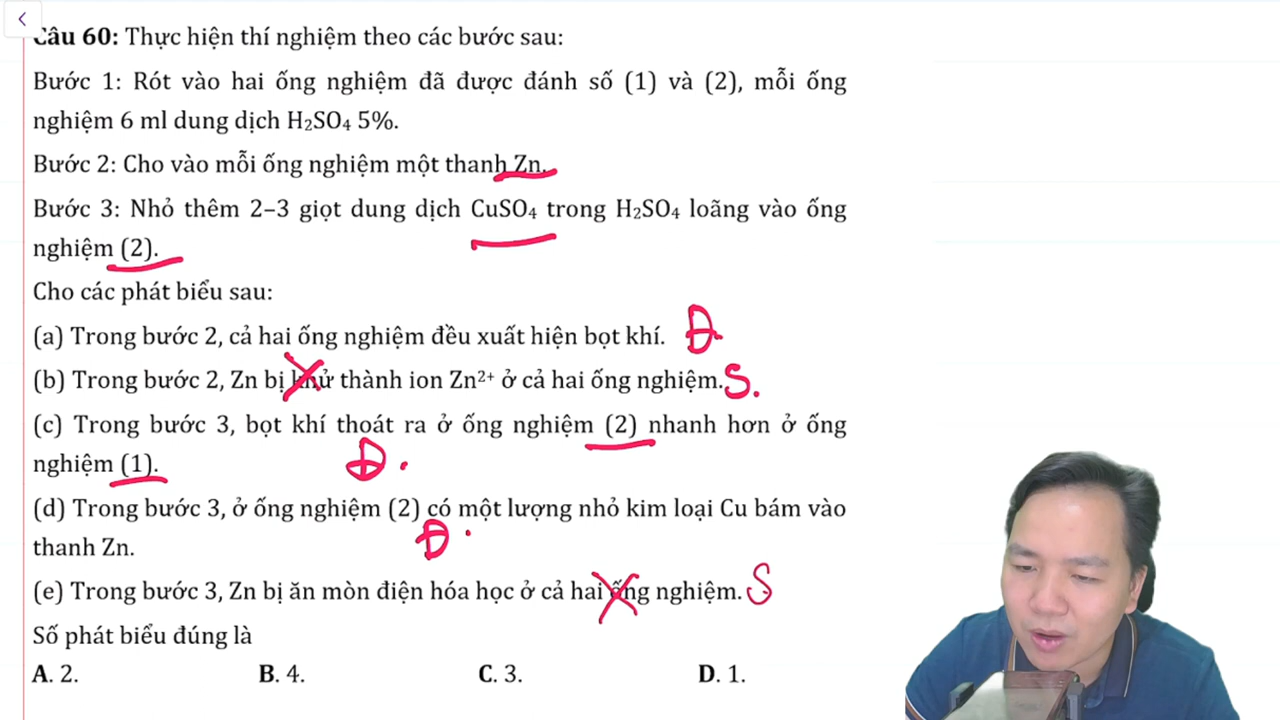 Câu 60: Thực hiện thí nghiệm theo các bước sau:
Bước 1: Rót vào hai ống nghiệm đã được đánh số (1) và (2), mỗi ống
nghiệm 6 ml dung dịch H₂SO₄ 5%.
Bước 2: Cho vào mỗi ống nghiệm một thanh Zn.
Bước 3: Nhỏ thêm 2–3 giọt dung dịch CuSO₄ trong H₂SO₄ loãng vào ống
nghiệm (2).
Cho các phát biểu sau:
(a) Trong bước 2, cả hai ống nghiệm đều xuất hiện bọt khí. Đ
(b) Trong bước 2, Zn bị khử thành ion Zn²⁺ ở cả hai ống nghiệm. S.
(c) Trong bước 3, bọt khí thoát ra ở ống nghiệm (2) nhanh hơn ở ống
nghiệm (1). Đ.
(d) Trong bước 3, ở ống nghiệm (2) có một lượng nhỏ kim loại Cu bám vào
thanh Zn. Đ.
(e) Trong bước 3, Zn bị ăn mòn điện hóa học ở cả hai ống nghiệm. S
Số phát biểu đúng là
A. 2. B. 4. C. 3. D. 1.